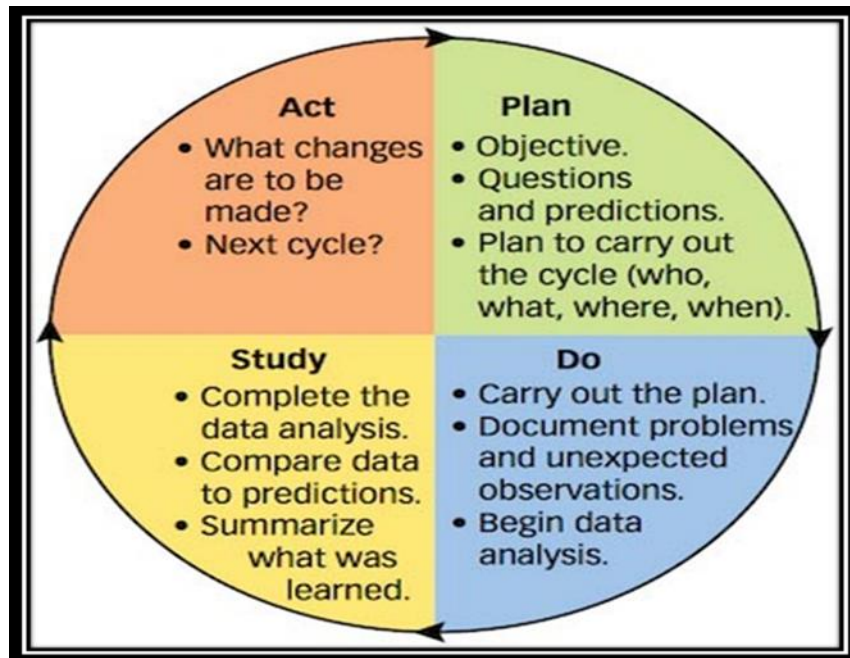 Act
• What changes
are to be
made?
• Next cycle?
Plan
• Objective.
• Questions
and predictions.
• Plan to carry out
the cycle (who,
what, where, when).
Study
• Complete the
data analysis.
• Compare data
to predictions.
• Summarize
what was
learned.
Do
• Carry out the plan.
• Document problems
and unexpected
observations.
• Begin data
analysis.